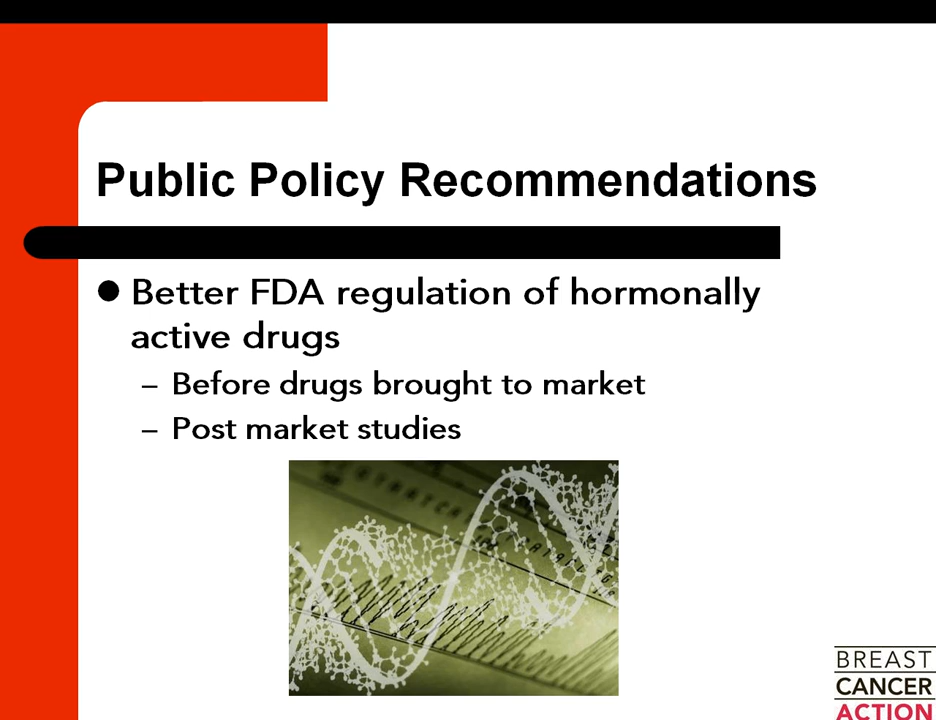 Public Policy Recommendations
● Better FDA regulation of hormonally
active drugs
– Before drugs brought to market
– Post market studies
BREAST
CANCER
ACTION